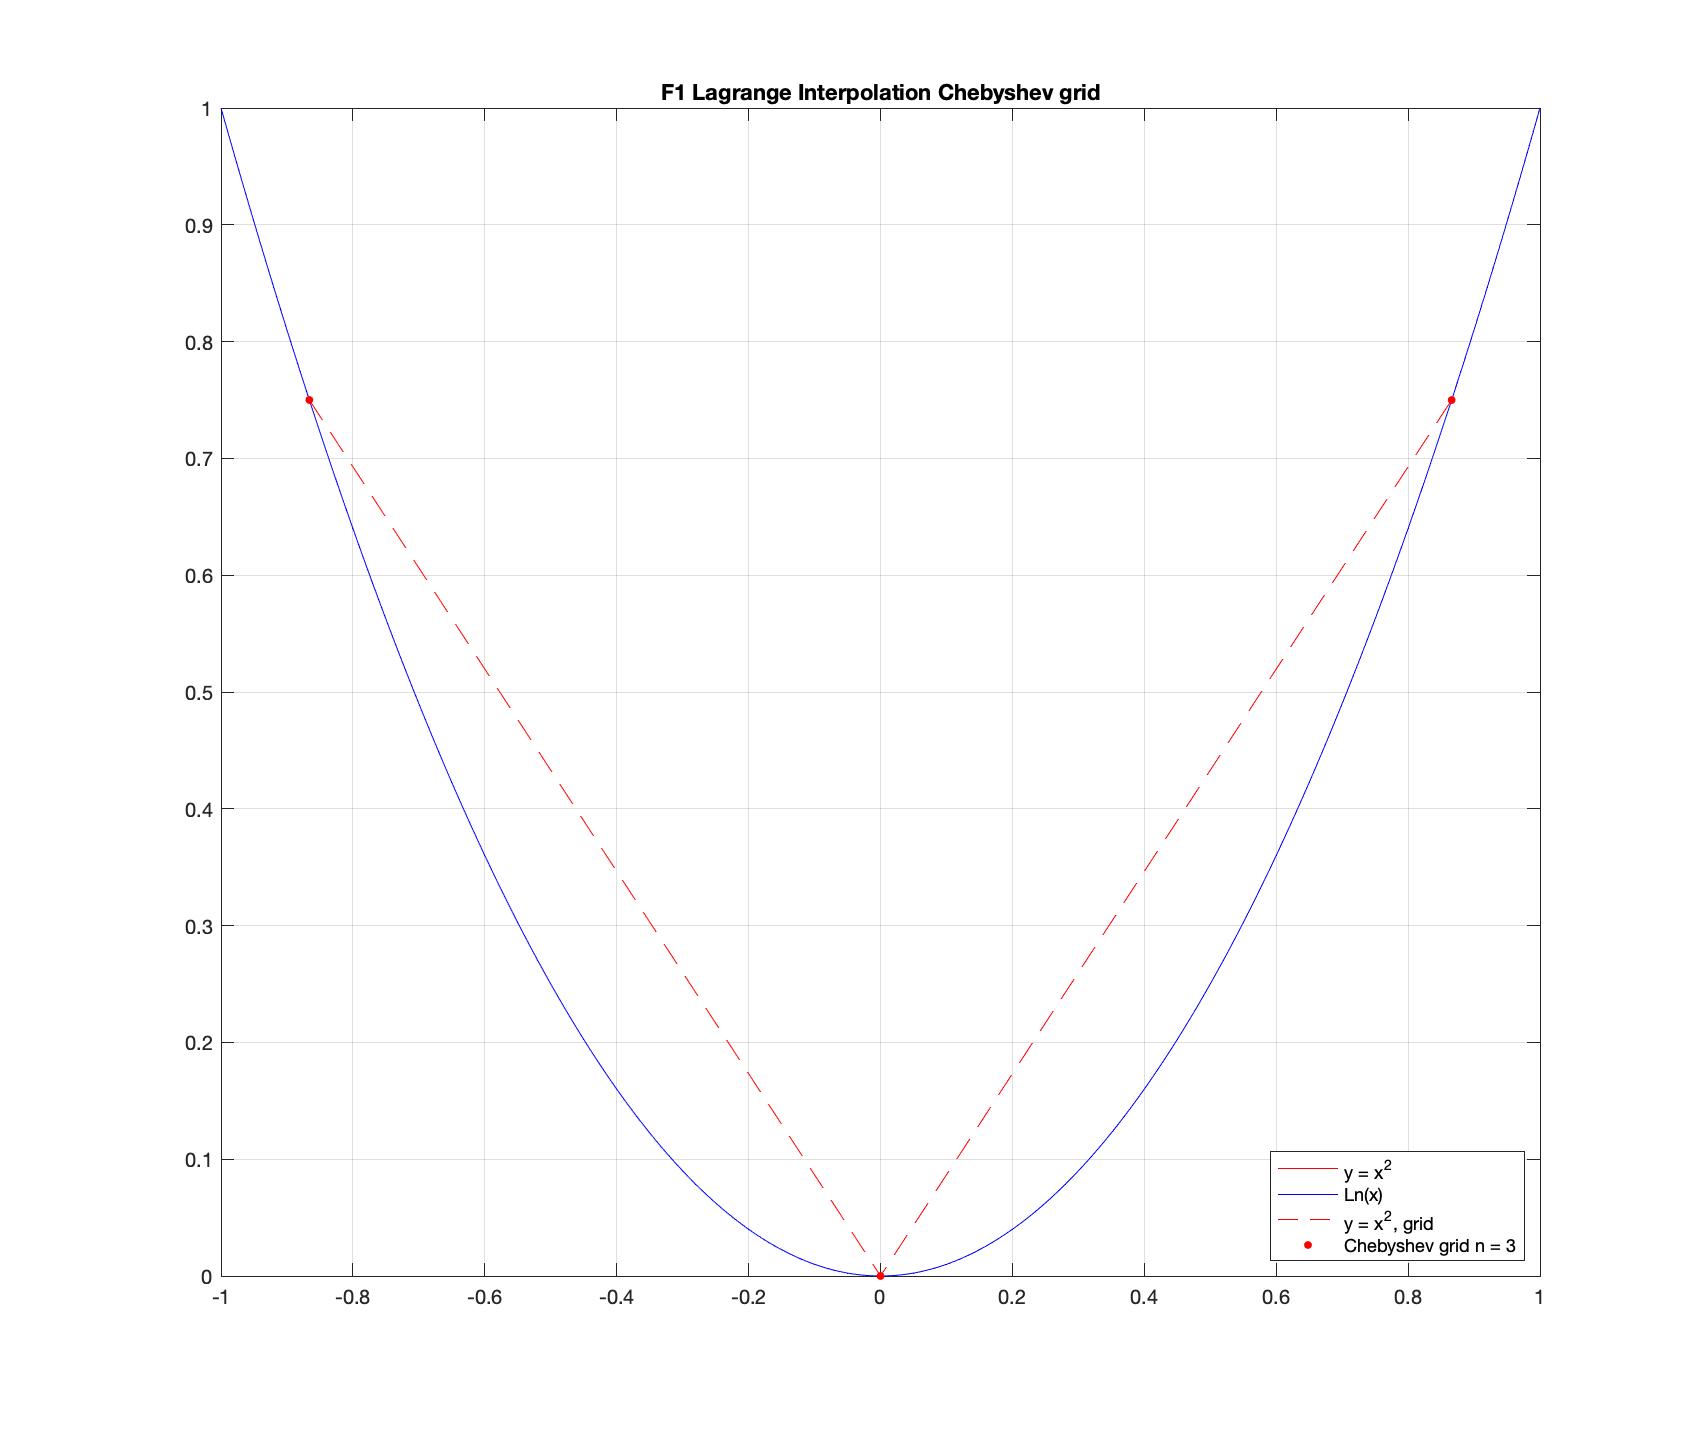 F1 Lagrange Interpolation Chebyshev grid
1
0.9
0.8
0.7
0.6
0.5
0.4
0.3
0.2
0.1
0
-1 -0.8 -0.6 -0.4 -0.2 0 0.2 0.4 0.6 0.8 1
y = x²
Ln(x)
y = x², grid
Chebyshev grid n = 3